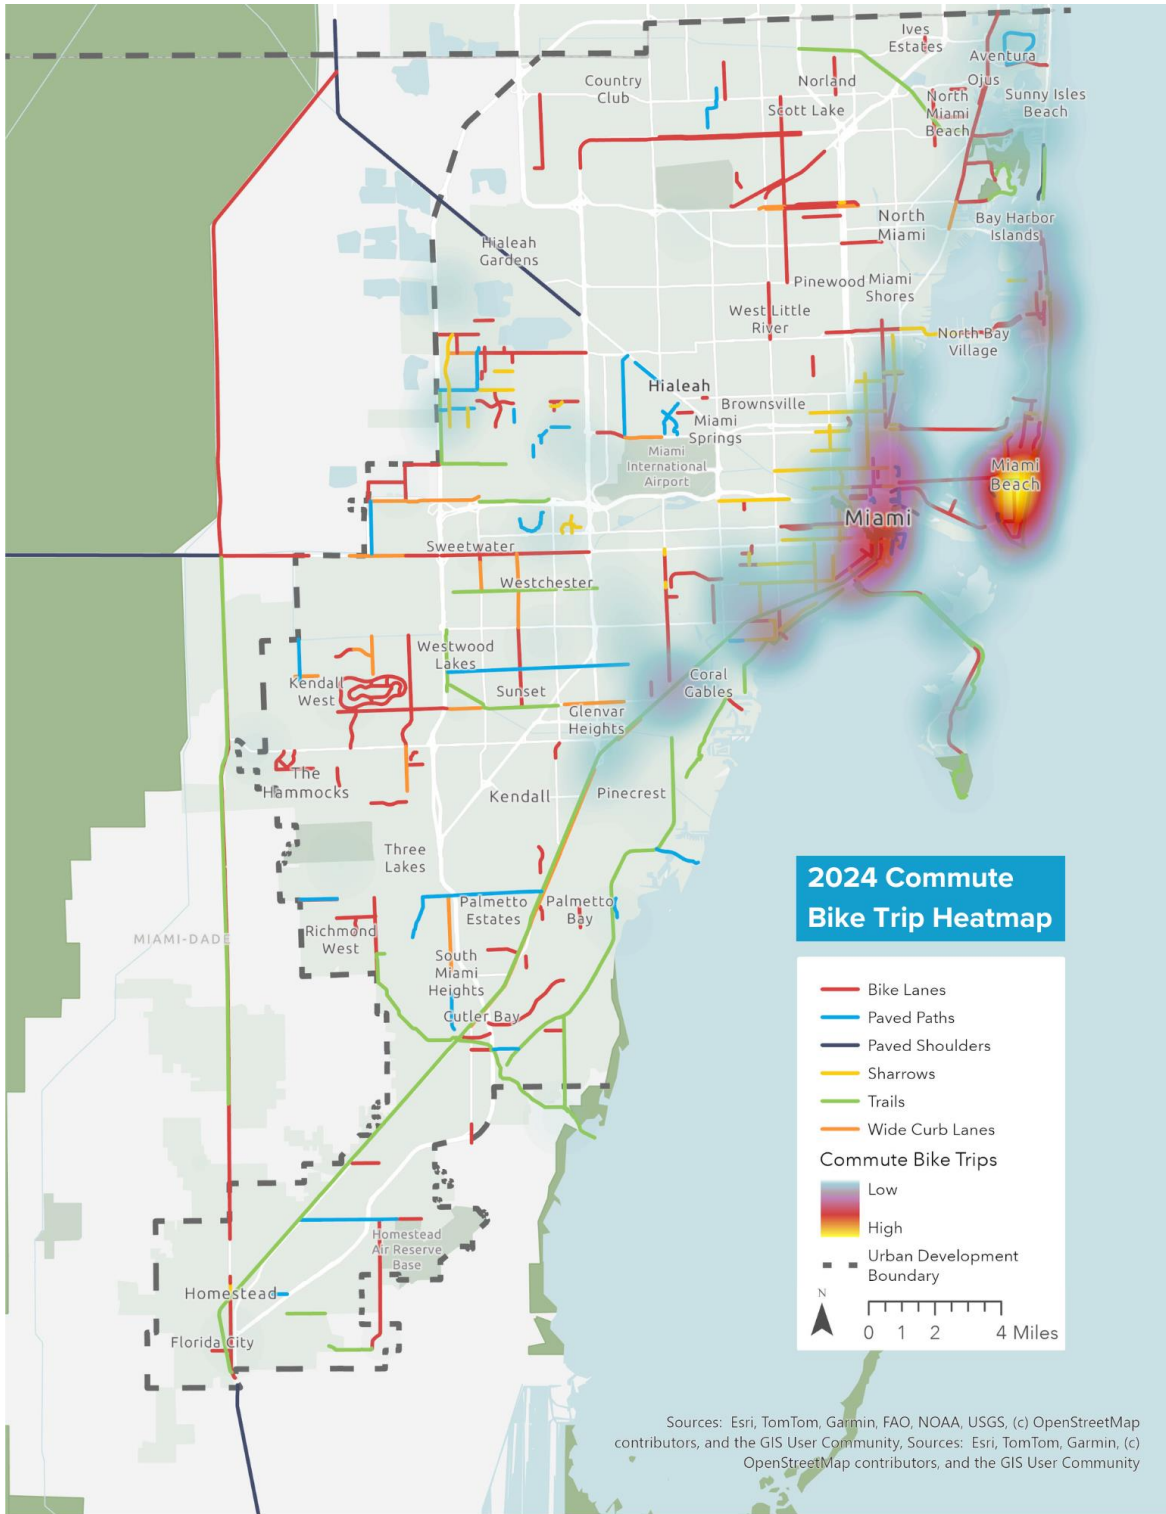 Ives
Estates
Aventura
Ojus
Country
Club
Norland
Scott Lake
North
Miami
Beach
Sunny Isles
Beach
North
Miami
Bay Harbor
Islands
Hialeah
Gardens
Pinewood
Miami
Shores
West Little
River
North Bay
Village
Hialeah
Brownsville
Miami
Springs
Miami
International
Airport
Miami
Beach
Miami
Sweetwater
Westchester
Westwood
Lakes
Kendall
West
Sunset
Coral
Gables
Glenvar
Heights
The
Hammocks
Kendall
Pinecrest
Three
Lakes
Palmetto
Estates
Palmetto
Bay
Richmond
West
MIAMI-DADE
South
Miami
Heights
Cutler Bay
Homestead
Air Reserve
Base
Homestead
Florida City
2024 Commute
Bike Trip Heatmap
Bike Lanes
Paved Paths
Paved Shoulders
Sharrows
Trails
Wide Curb Lanes
Commute Bike Trips
Low
High
Urban Development
Boundary
N
0 1 2 4 Miles
Sources: Esri, TomTom, Garmin, FAO, NOAA, USGS, (c) OpenStreetMap
contributors, and the GIS User Community, Sources: Esri, TomTom, Garmin, (c)
OpenStreetMap contributors, and the GIS User Community